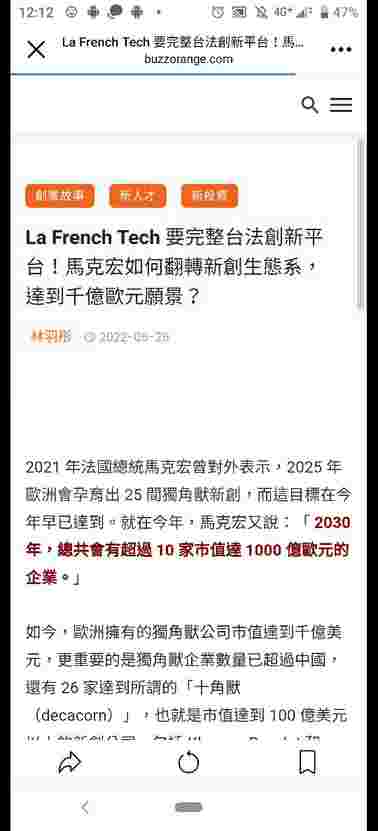 12:12
4G+
47%
La French Tech 要完整台法創新平台！馬...
buzzorange.com
創業故事 新人才 新投資
La French Tech 要完整台法創新平
台！馬克宏如何翻轉新創生態系，
達到千億歐元願景？
林羽彤
2021 年法國總統馬克宏曾對外表示，2025 年
歐洲會孕育出 25 間獨角獸新創，而這目標在今
年早已達到。就在今年，馬克宏又說：「 2030
年，總共會有超過 10 家市值達 1000 億歐元的
企業。」
如今，歐洲擁有的獨角獸公司市值達到千億美
元，更重要的是獨角獸企業數量已超過中國，
還有 26 家達到所謂的「十角獸
（decacorn）」，也就是市值達到 100 億美元